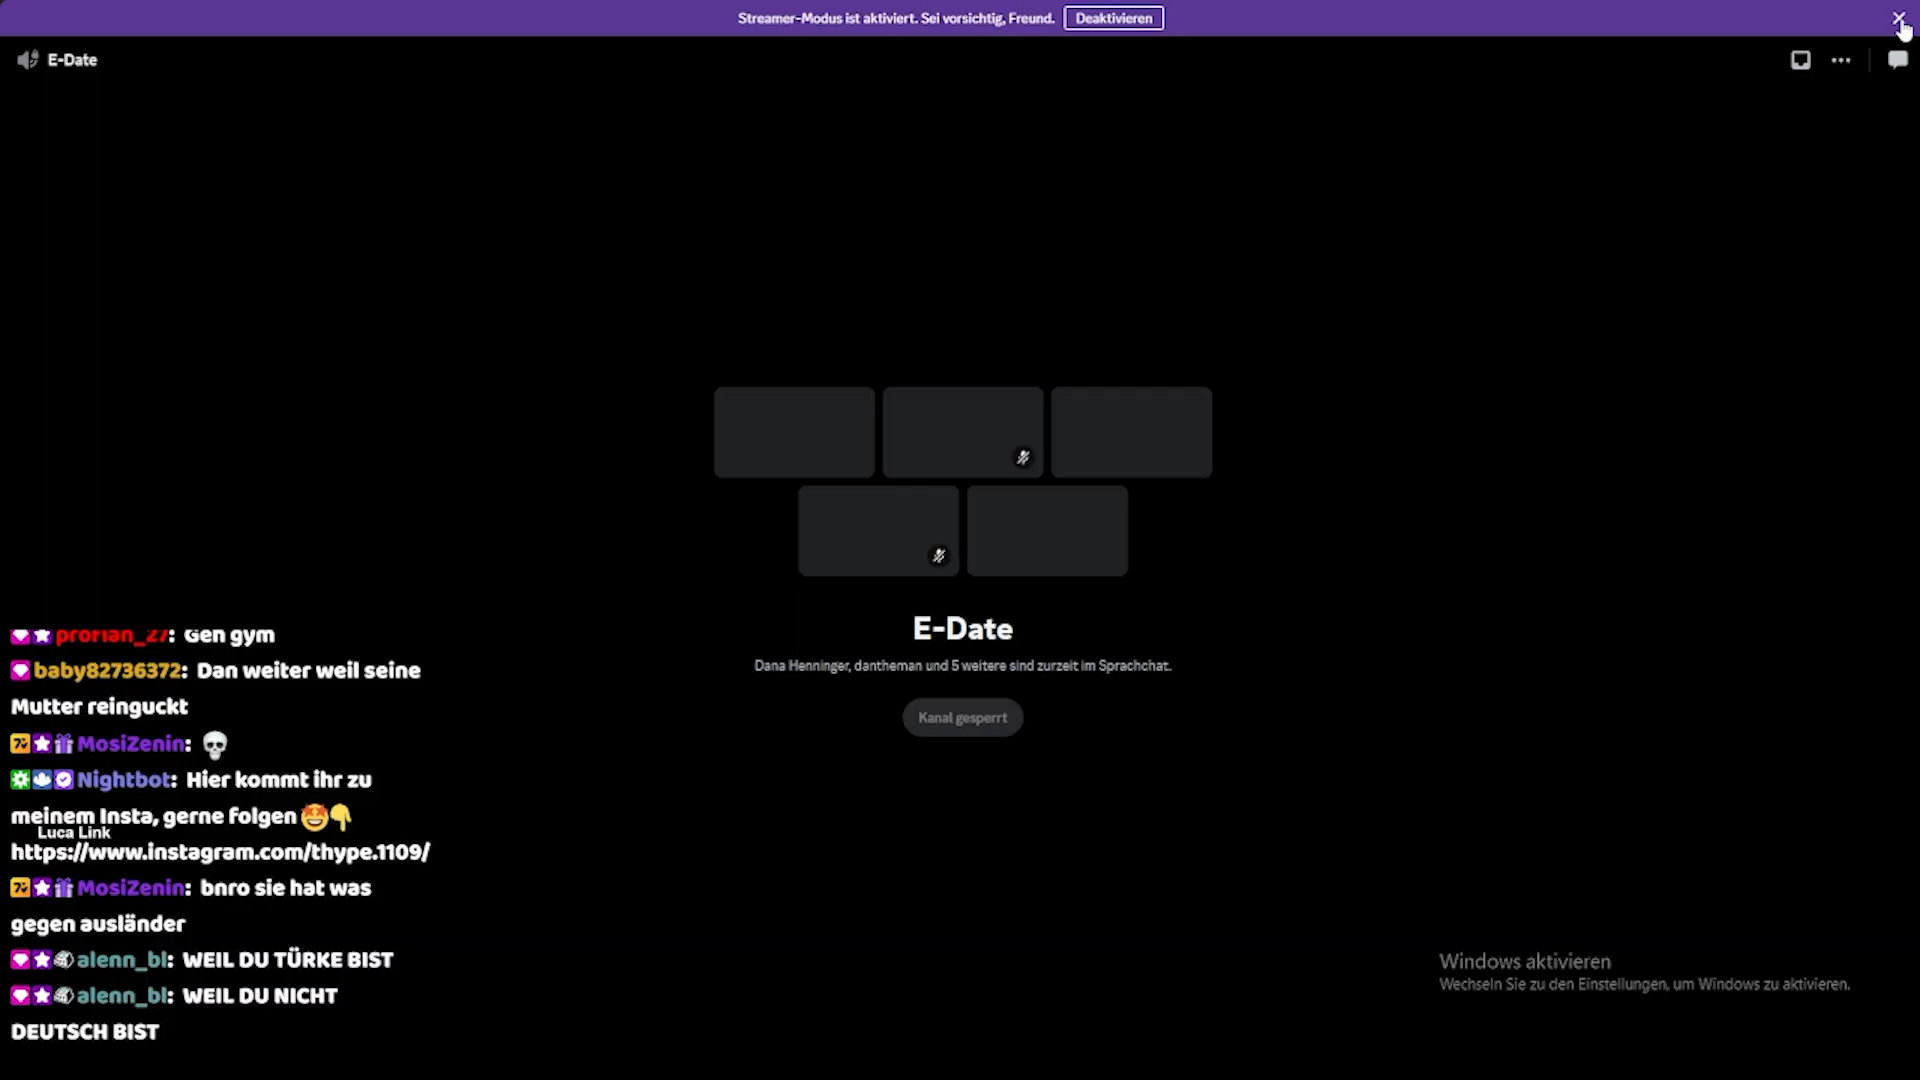 Streamer-Modus ist aktiviert. Sei vorsichtig, Freund. Deaktivieren
E-Date
E-Date
Dana Henninger, dantheman und 5 weitere sind zurzeit im Sprachchat.
Kanal gesperrt
prorian_27: Gen gym
baby82736372: Dan weiter weil seine
Mutter reinguckt
MosiZenin: 💀
Nightbot: Hier kommt ihr zu
meinem Insta, gerne folgen 🤩👇
Luca Link
https://www.instagram.com/thype.1109/
MosiZenin: bnro sie hat was
gegen ausländer
alenn_bl: WEIL DU TÜRKE BIST
alenn_bl: WEIL DU NICHT
DEUTSCH BIST
Windows aktivieren
Wechseln Sie zu den Einstellungen, um Windows zu aktivieren.